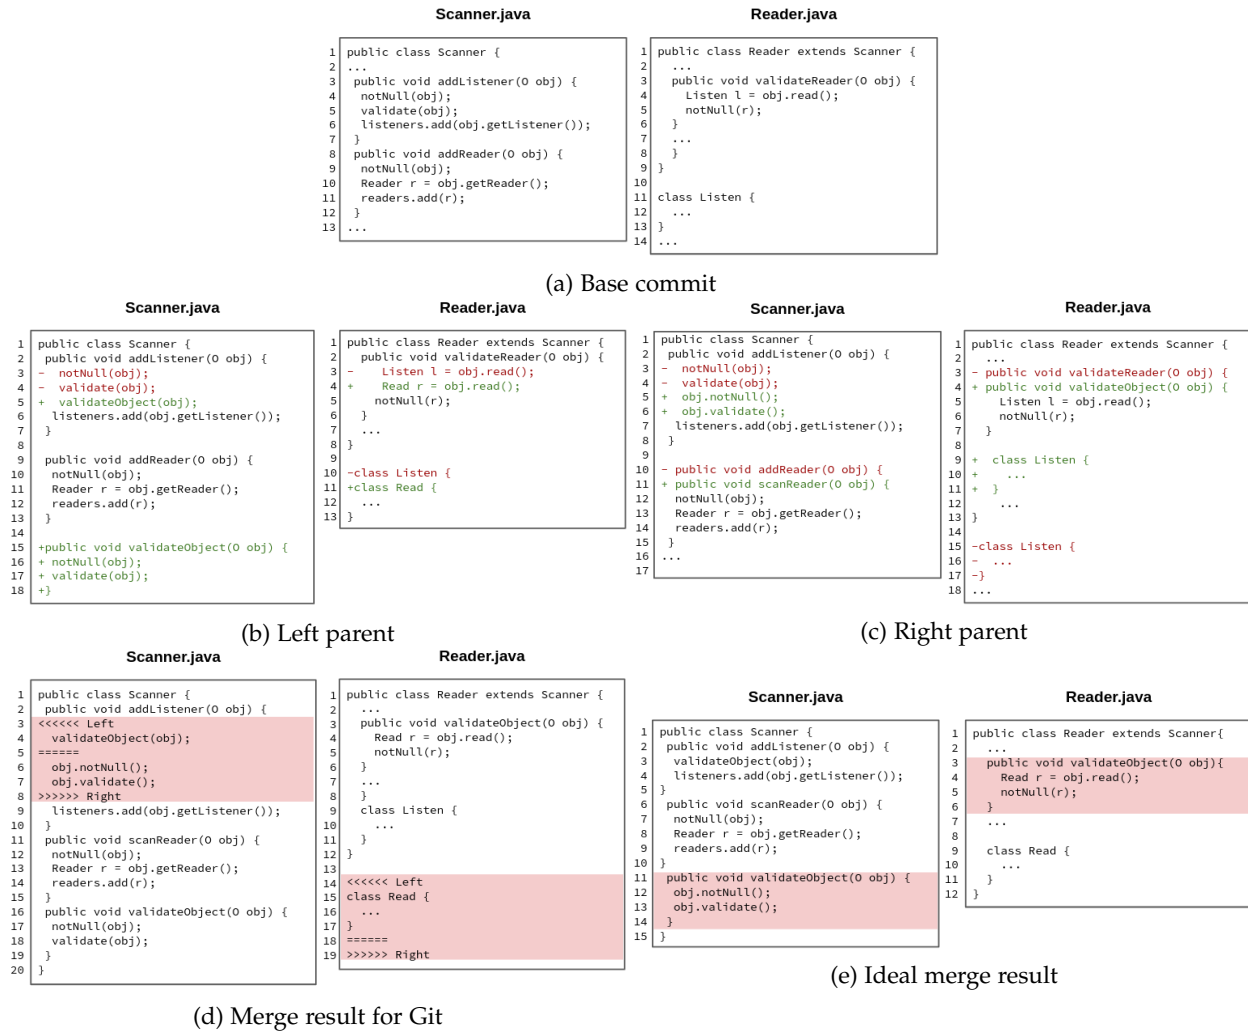 Scanner.java
1 public class Scanner {
2 ...
3 public void addListener(O obj) {
4 notNull(obj);
5 validate(obj);
6 listeners.add(obj.getListener());
7 }
8 public void addReader(O obj) {
9 notNull(obj);
10 Reader r = obj.getReader();
11 readers.add(r);
12 }
13 ...
Reader.java
1 public class Reader extends Scanner {
2 ...
3 public void validateReader(O obj) {
4 Listen l = obj.read();
5 notNull(r);
6 }
7 ...
8 }
9 }
10
11 class Listen {
12 ...
13 }
14 ...
(a) Base commit
Scanner.java
1 public class Scanner {
2 public void addListener(O obj) {
3 - notNull(obj);
4 - validate(obj);
5 + validateObject(obj);
6 listeners.add(obj.getListener());
7 }
8
9 public void addReader(O obj) {
10 notNull(obj);
11 Reader r = obj.getReader();
12 readers.add(r);
13 }
14
15 +public void validateObject(O obj) {
16 + notNull(obj);
17 + validate(obj);
18 +}
Reader.java
1 public class Reader extends Scanner {
2 public void validateReader(O obj) {
3 - Listen l = obj.read();
4 + Read r = obj.read();
5 notNull(r);
6 }
7 ...
8 }
9
10 -class Listen {
11 +class Read {
12 ...
13 }
(b) Left parent
Scanner.java
1 public class Scanner {
2 public void addListener(O obj) {
3 - notNull(obj);
4 - validate(obj);
5 + obj.notNull();
6 + obj.validate();
7 listeners.add(obj.getListener());
8 }
9
10 - public void addReader(O obj) {
11 + public void scanReader(O obj) {
12 notNull(obj);
13 Reader r = obj.getReader();
14 readers.add(r);
15 }
16 ...
17
Reader.java
1 public class Reader extends Scanner {
2 ...
3 - public void validateReader(O obj) {
4 + public void validateObject(O obj) {
5 Listen l = obj.read();
6 notNull(r);
7 }
8
9 + class Listen {
10 + ...
11 + }
12 ...
13 }
14
15 -class Listen {
16 - ...
17 -}
18 ...
(c) Right parent
Scanner.java
1 public class Scanner {
2 public void addListener(O obj) {
3 <<<<<< Left
4 validateObject(obj);
5 ======
6 obj.notNull();
7 obj.validate();
8 >>>>>> Right
9 listeners.add(obj.getListener());
10 }
11 public void scanReader(O obj) {
12 notNull(obj);
13 Reader r = obj.getReader();
14 readers.add(r);
15 }
16 public void validateObject(O obj) {
17 notNull(obj);
18 validate(obj);
19 }
20 }
Reader.java
1 public class Reader extends Scanner {
2 ...
3 public void validateObject(O obj) {
4 Read r = obj.read();
5 notNull(r);
6 }
7 ...
8 }
9 class Listen {
10 ...
11 }
12 }
13
14 <<<<<< Left
15 class Read {
16 ...
17 }
18 ======
19 >>>>>> Right
(d) Merge result for Git
Scanner.java
1 public class Scanner {
2 public void addListener(O obj) {
3 validateObject(obj);
4 listeners.add(obj.getListener());
5 }
6 public void scanReader(O obj) {
7 notNull(obj);
8 Reader r = obj.getReader();
9 readers.add(r);
10 }
11 public void validateObject(O obj) {
12 obj.notNull();
13 obj.validate();
14 }
15 }
Reader.java
1 public class Reader extends Scanner{
2 ...
3 public void validateObject(O obj){
4 Read r = obj.read();
5 notNull(r);
6 }
7 ...
8
9 class Read {
10 ...
11 }
12 }
(e) Ideal merge result